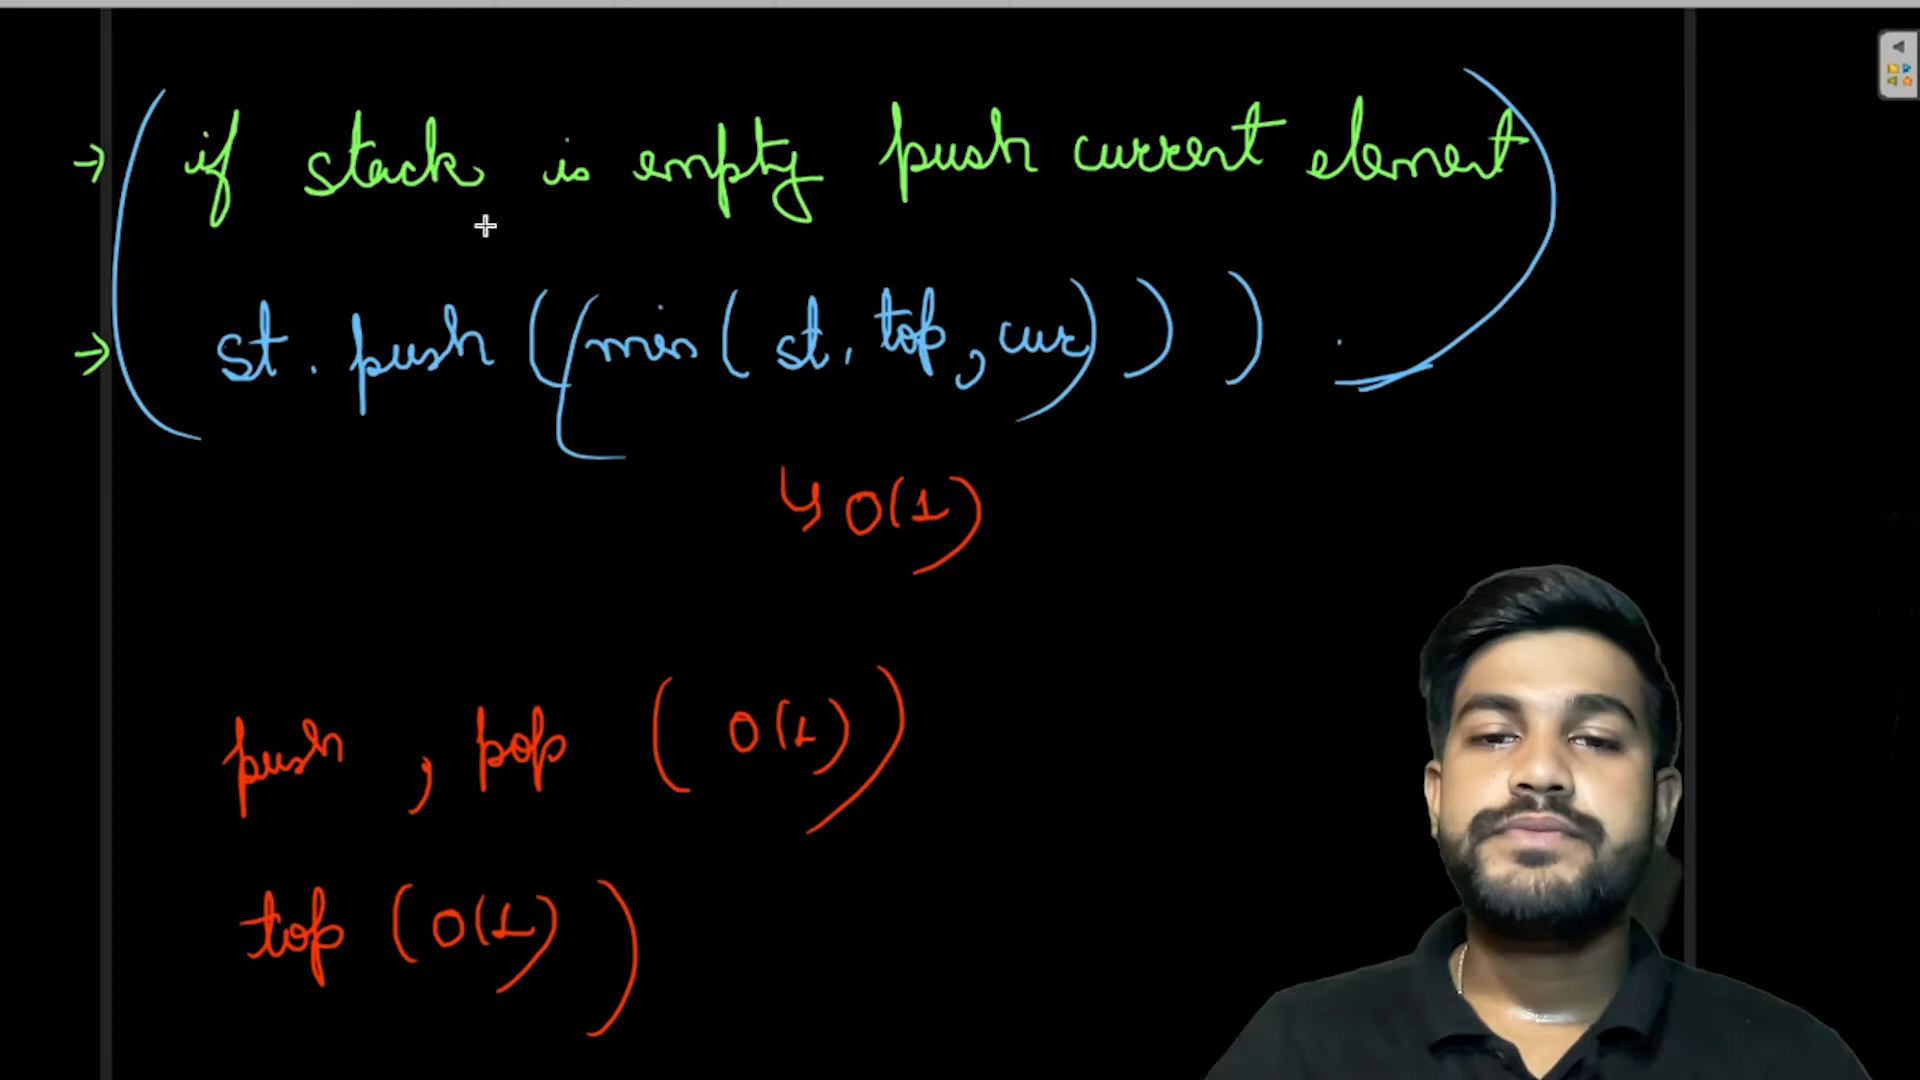 → if stack is empty push current element
→ st. push ((min ( st. top, cur) ) ) .
↳ O(1)
push , pop ( O(1) )
top ( O(1) )